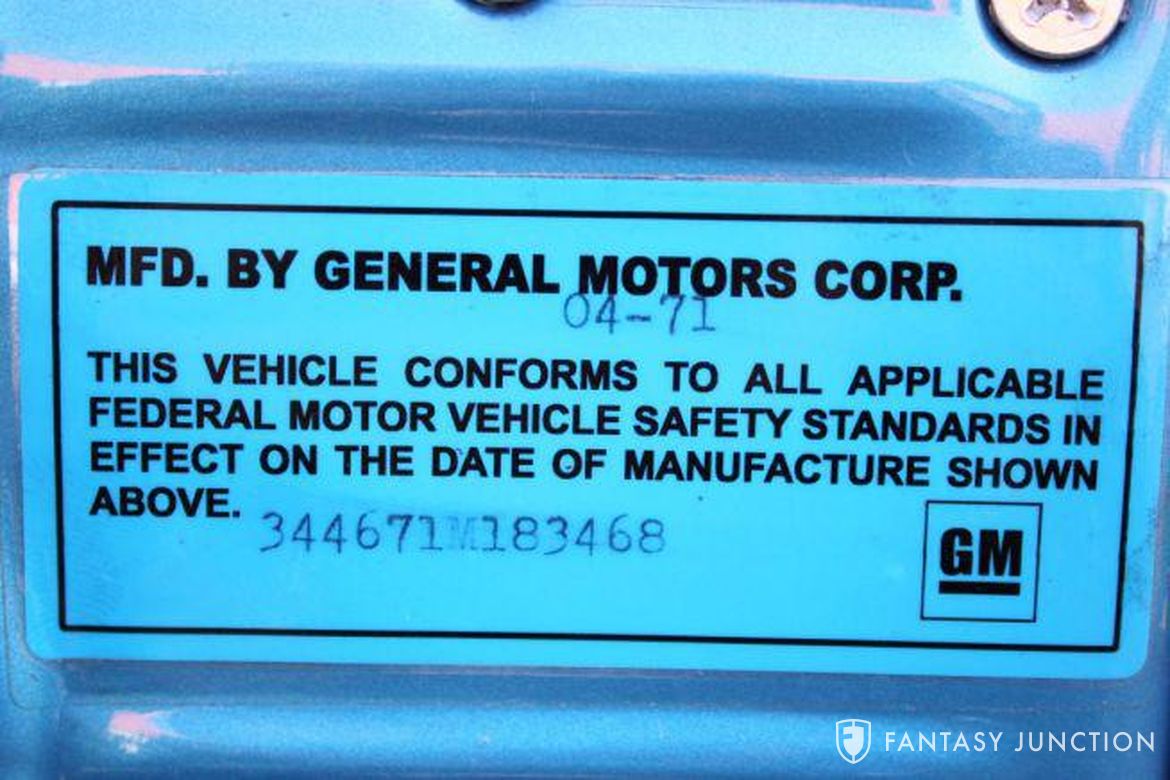 MFD. BY GENERAL MOTORS CORP.
04-71
THIS VEHICLE CONFORMS TO ALL APPLICABLE
FEDERAL MOTOR VEHICLE SAFETY STANDARDS IN
EFFECT ON THE DATE OF MANUFACTURE SHOWN
ABOVE.
344671M183468
GM
FANTASY JUNCTION